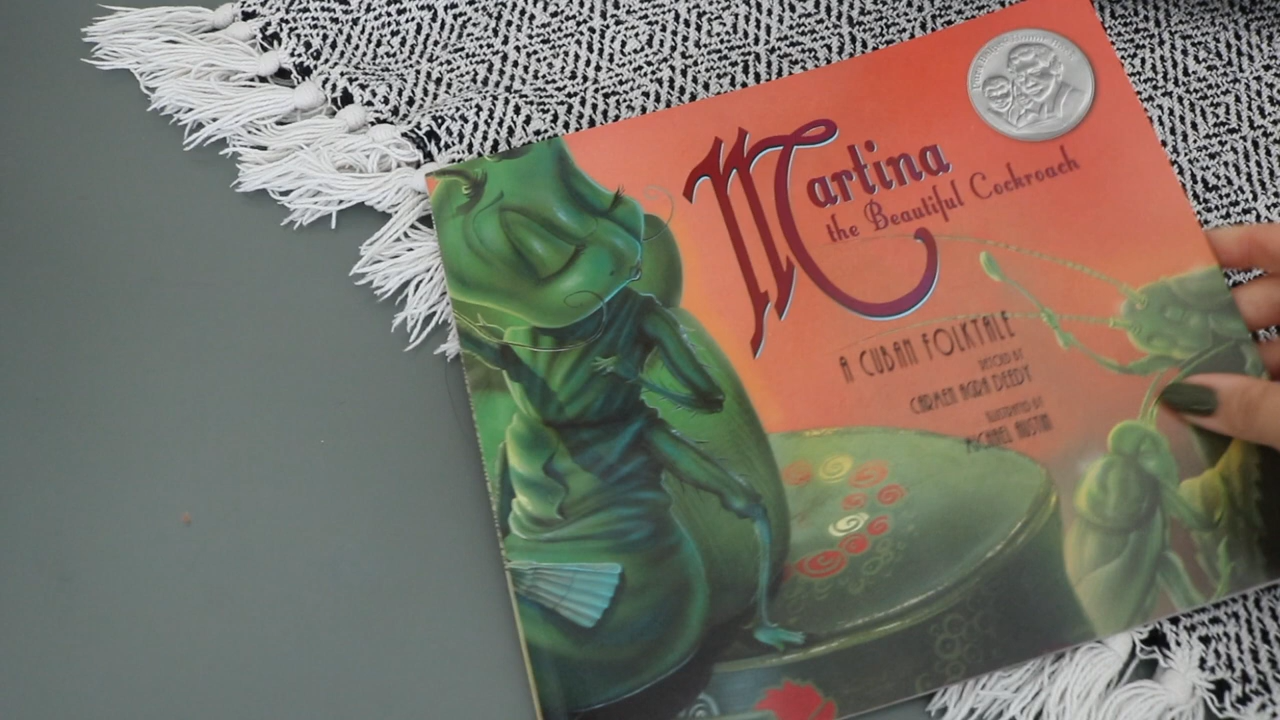 Martina
the Beautiful Cockroach
A CUBAN FOLKTALE
RETOLD BY
CARMEN AGRA DEEDY
ILLUSTRATED BY
MICHAEL AUSTIN